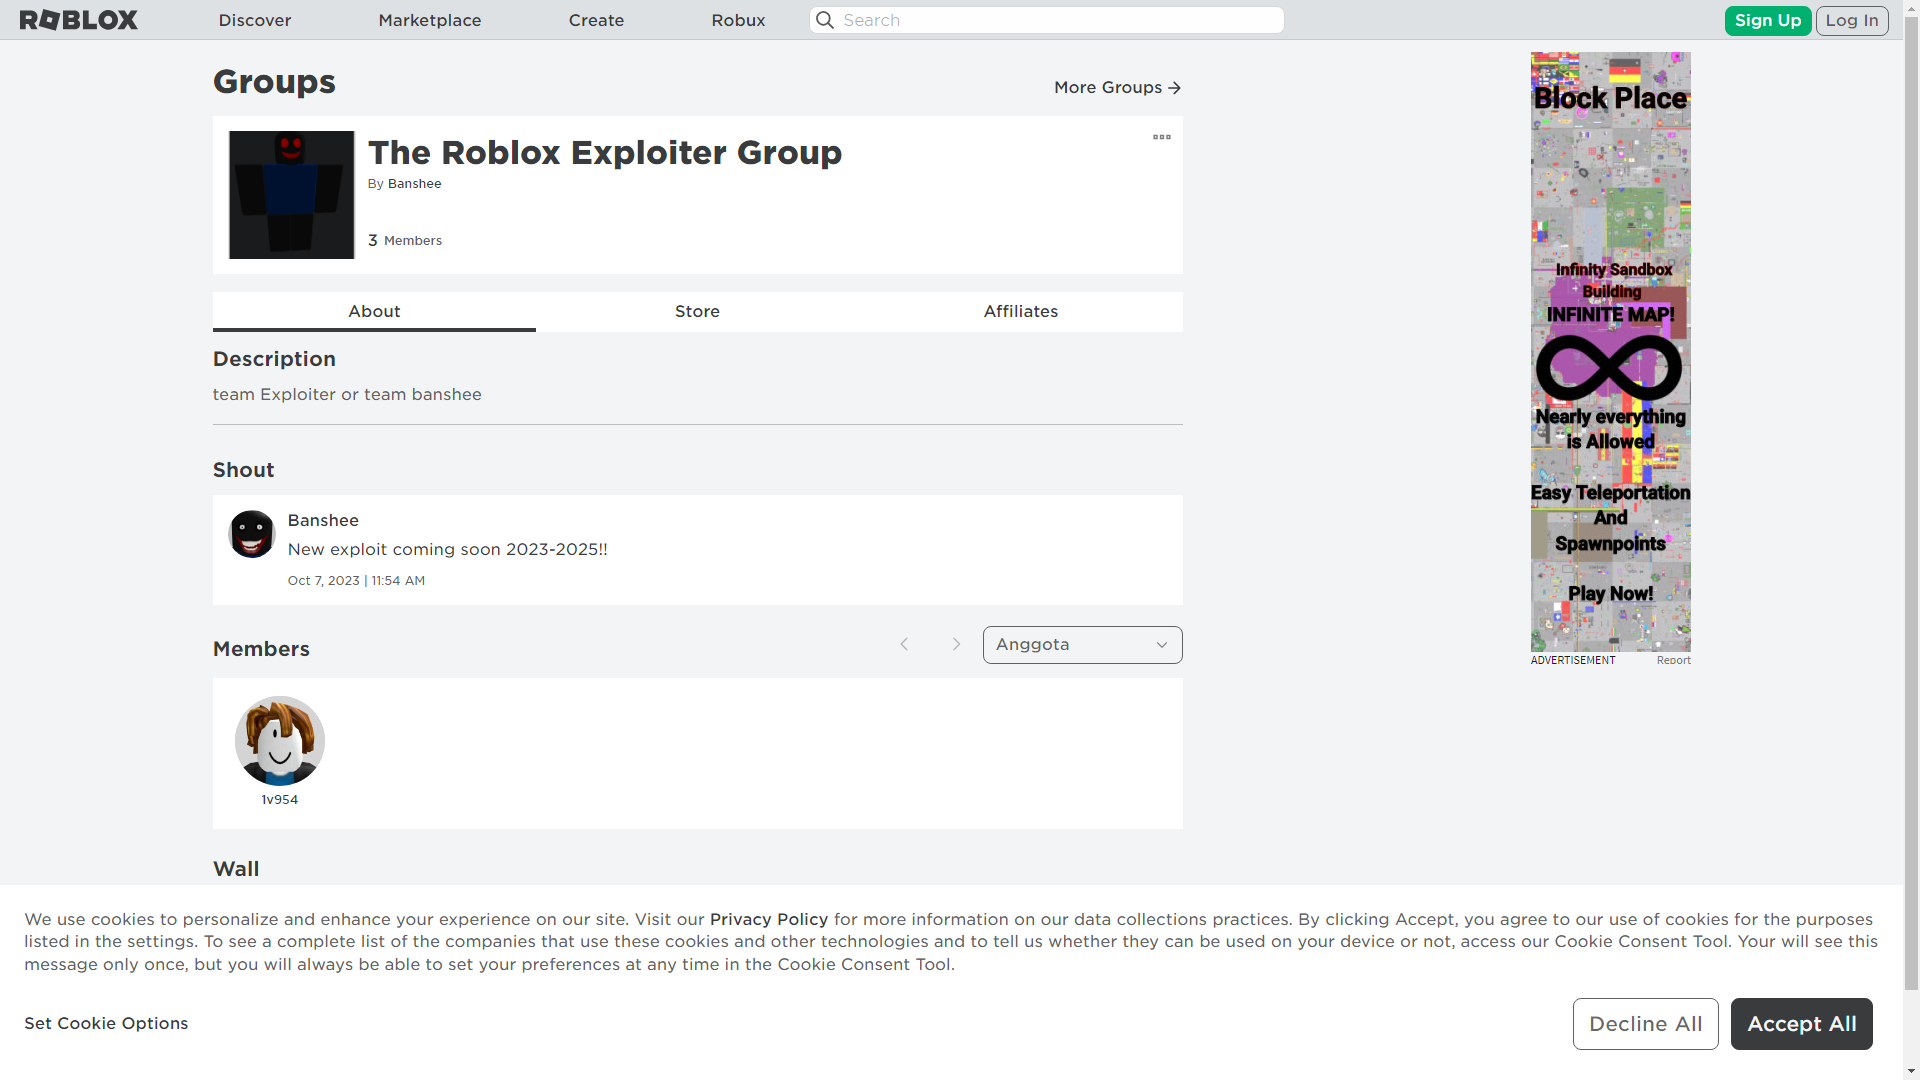 ROBLOX
Discover
Marketplace
Create
Robux
Search
Sign Up
Log In
Groups
More Groups
The Roblox Exploiter Group
By Banshee
3 Members
About
Store
Affiliates
Description
team Exploiter or team banshee
Shout
Banshee
New exploit coming soon 2023-2025!!
Oct 7, 2023 | 11:54 AM
Members
Anggota
1v954
Wall
Block Place
Infinity Sandbox
Building
INFINITE MAP!
Nearly everything
is Allowed
Easy Teleportation
And
Spawnpoints
Play Now!
ADVERTISEMENT
Report
We use cookies to personalize and enhance your experience on our site. Visit our Privacy Policy for more information on our data collections practices. By clicking Accept, you agree to our use of cookies for the purposes
listed in the settings. To see a complete list of the companies that use these cookies and other technologies and to tell us whether they can be used on your device or not, access our Cookie Consent Tool. Your will see this
message only once, but you will always be able to set your preferences at any time in the Cookie Consent Tool.
Set Cookie Options
Decline All
Accept All